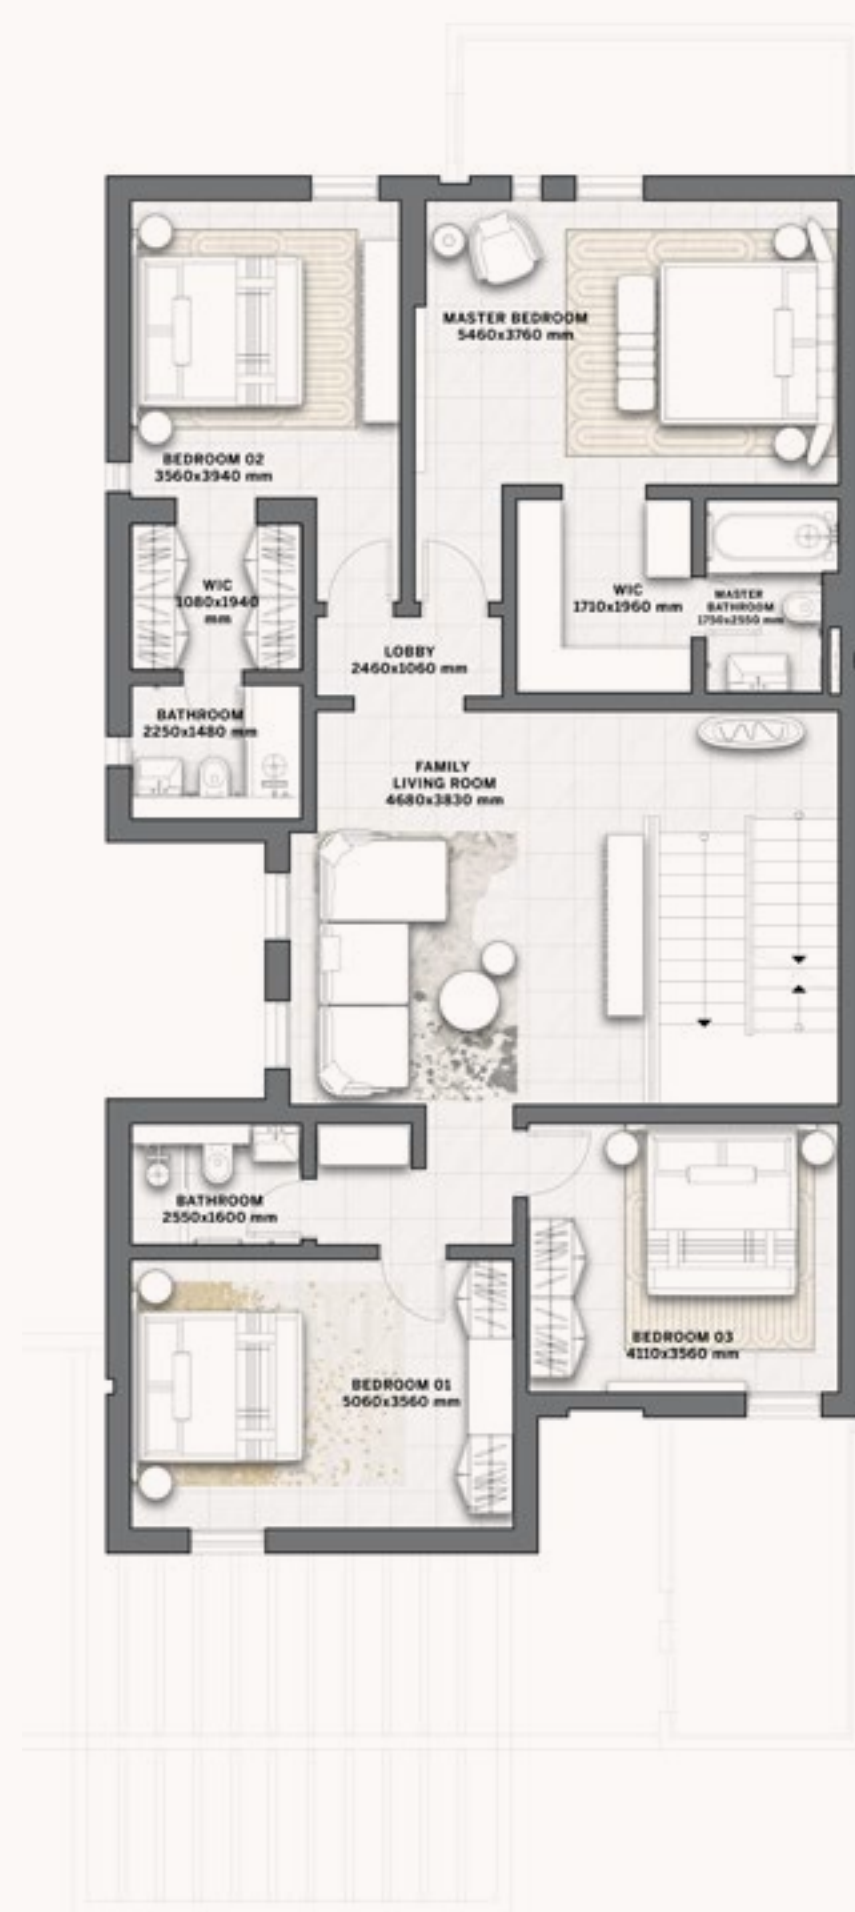 MASTER BEDROOM
5460x3760 mm
BEDROOM 02
3560x3940 mm
WIC
1080x1940
mm
WIC
1710x1960 mm
MASTER
BATHROOM
1750x2550 mm
LOBBY
2460x1060 mm
BATHROOM
2250x1480 mm
FAMILY
LIVING ROOM
4680x3830 mm
BATHROOM
2550x1600 mm
BEDROOM 03
4110x3560 mm
BEDROOM 01
5060x3560 mm